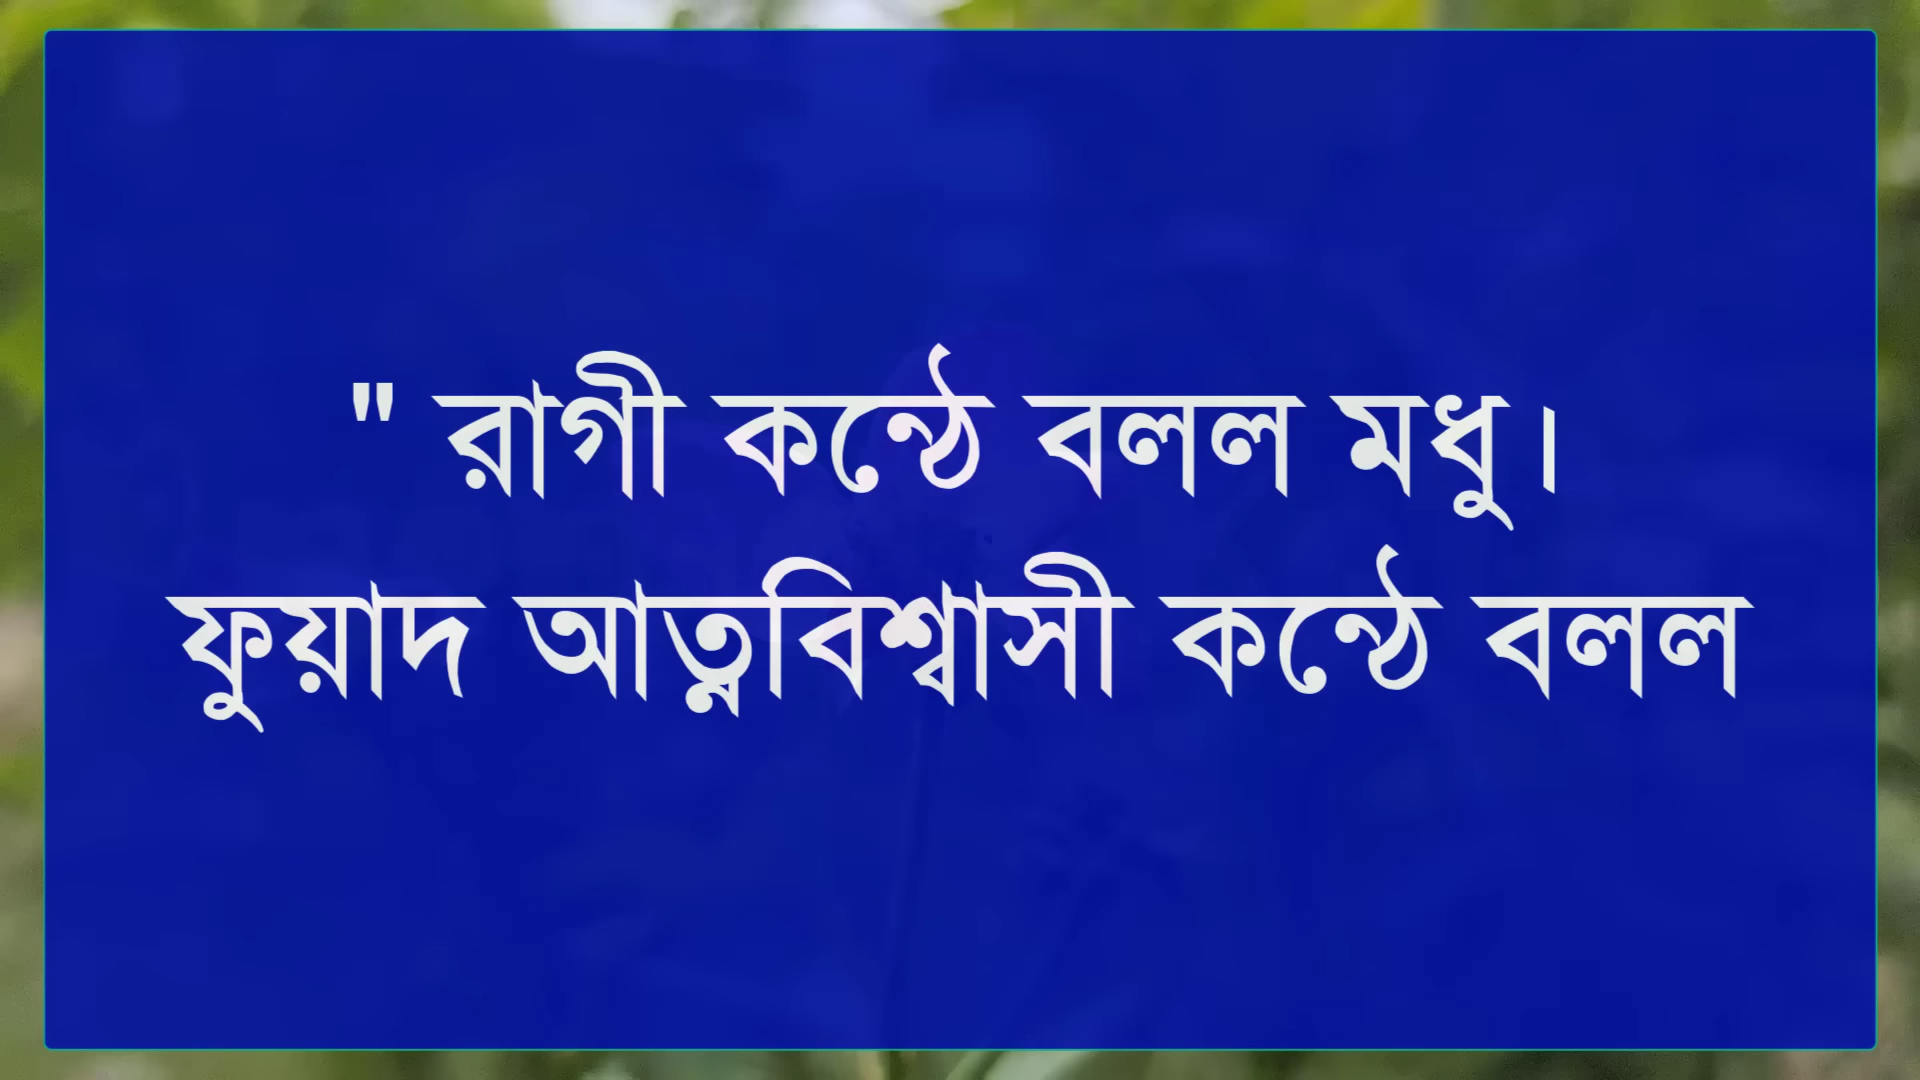 " রাগী কন্ঠে বলল মধু।
ফুয়াদ আত্নবিশ্বাসী কন্ঠে বলল